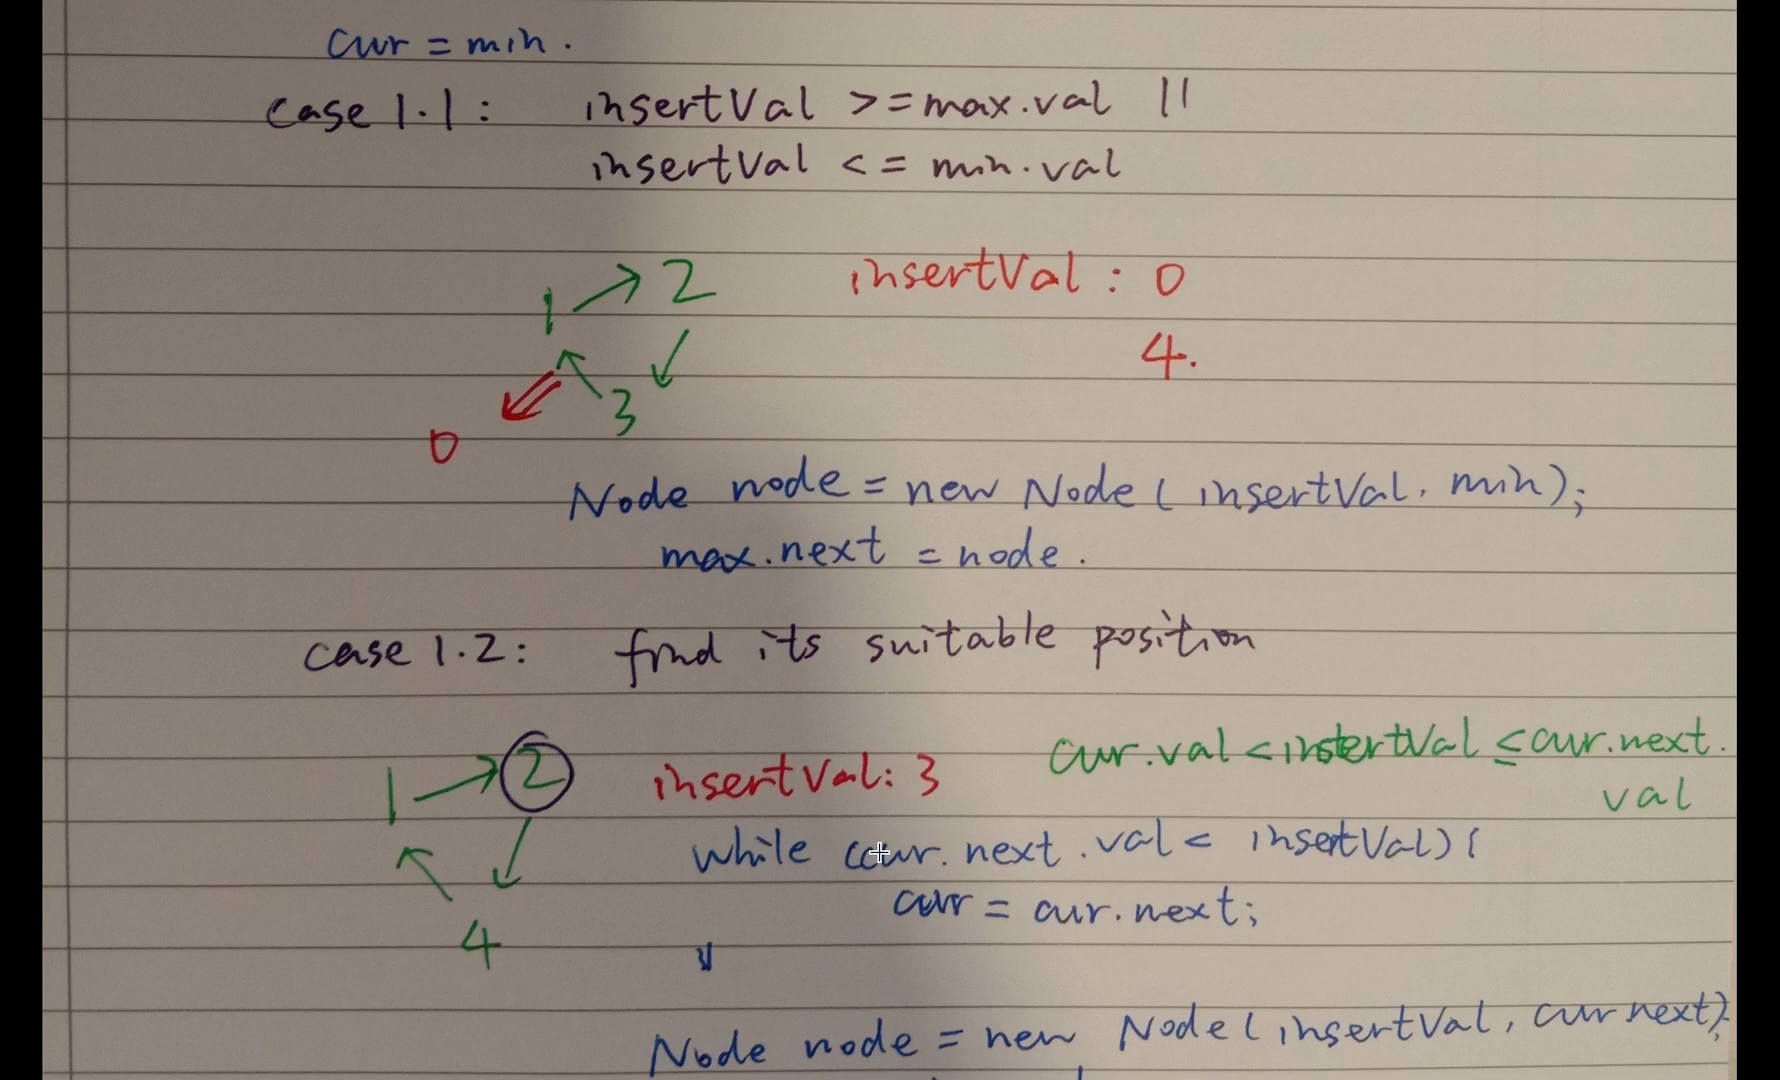 cur = min.
case 1.1: insertVal >= max.val ||
insertVal <= min.val
1 → 2 insertVal : 0
4.
3
0
Node node = new Node( insertVal, min);
max.next = node.
case 1.2: find its suitable position
cur.val < insertVal ≤ cur.next.
val
1 → 2 insertVal: 3
while (cur.next.val < insertVal) {
cur = cur.next;
4 }
Node node = new Node( insertVal, cur next);